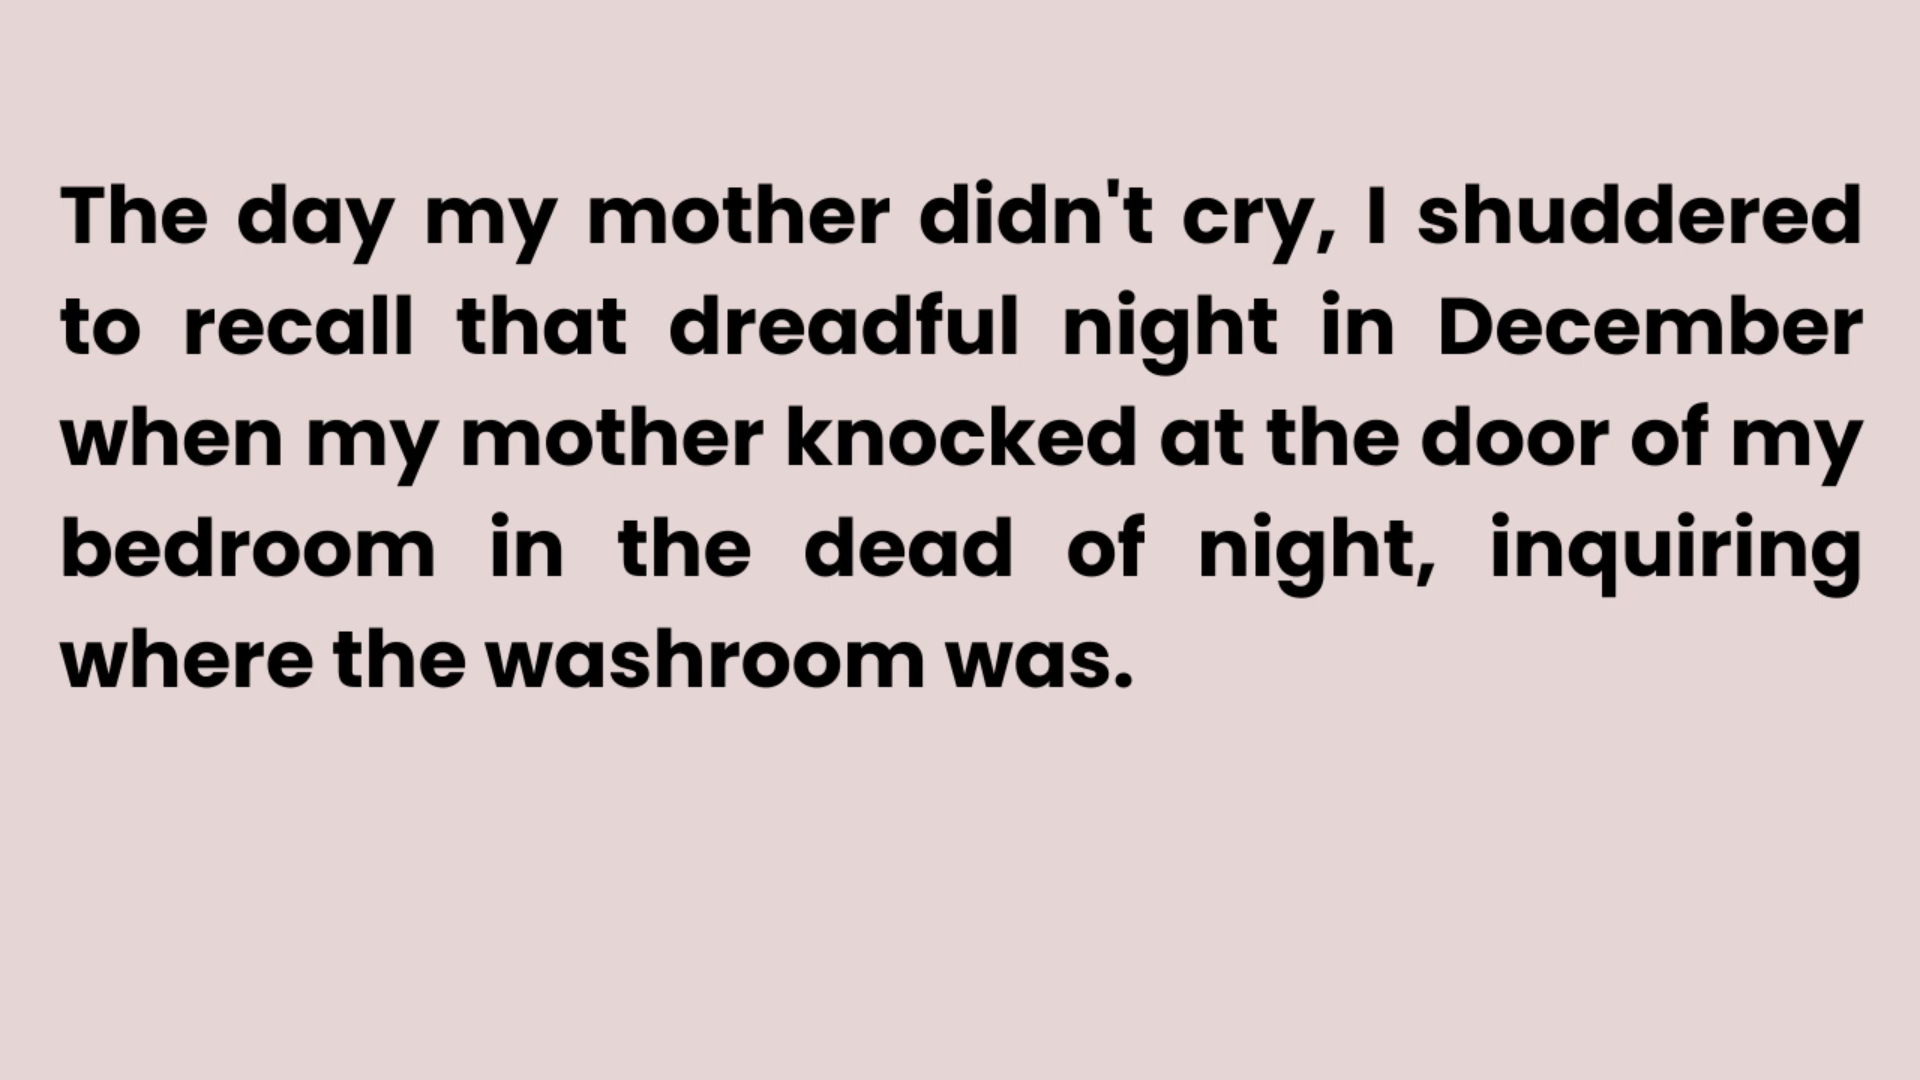 The day my mother didn't cry, I shuddered
to recall that dreadful night in December
when my mother knocked at the door of my
bedroom in the dead of night, inquiring
where the washroom was.